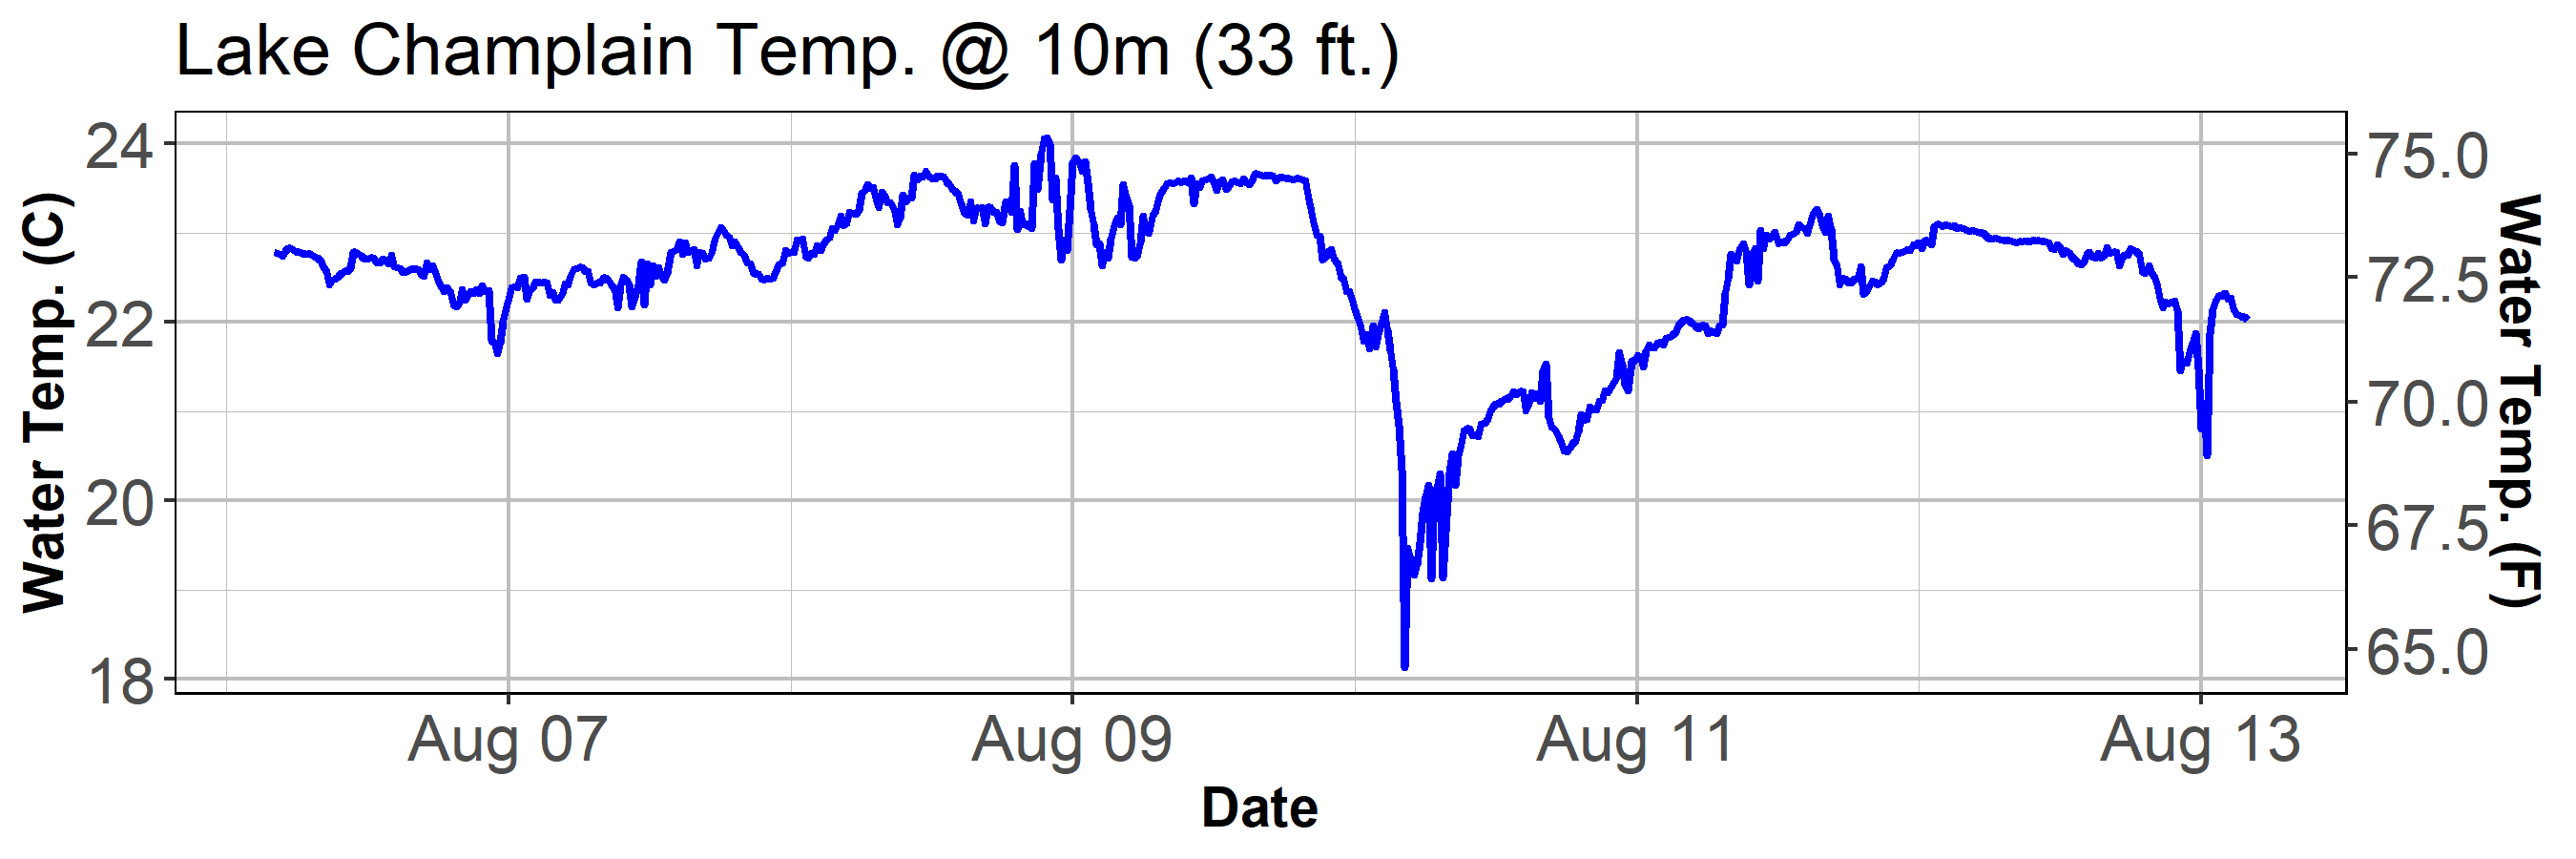 Lake Champlain Temp. @ 10m (33 ft.)
Water Temp. (C)
24
22
20
18
75.0
72.5
70.0
67.5
65.0
Water Temp. (F)
Aug 07
Aug 09
Aug 11
Aug 13
Date